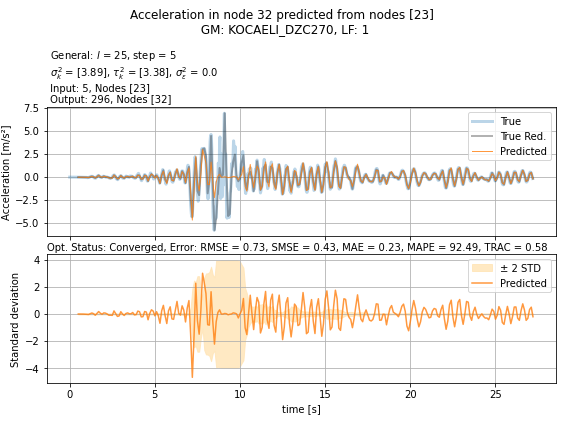 Acceleration in node 32 predicted from nodes [23]
GM: KOCAELI_DZC270, LF: 1
General: l = 25, step = 5
σ²ₖ = [3.89], τ²ₖ = [3.38], σ²ε = 0.0
Input: 5, Nodes [23]
Output: 296, Nodes [32]
7.5
5.0
2.5
0.0
−2.5
−5.0
Acceleration [m/s²]
True
True Red.
Predicted
Opt. Status: Converged, Error: RMSE = 0.73, SMSE = 0.43, MAE = 0.23, MAPE = 92.49, TRAC = 0.58
4
2
0
−2
−4
Standard deviation
± 2 STD
Predicted
0
5
10
15
20
25
time [s]